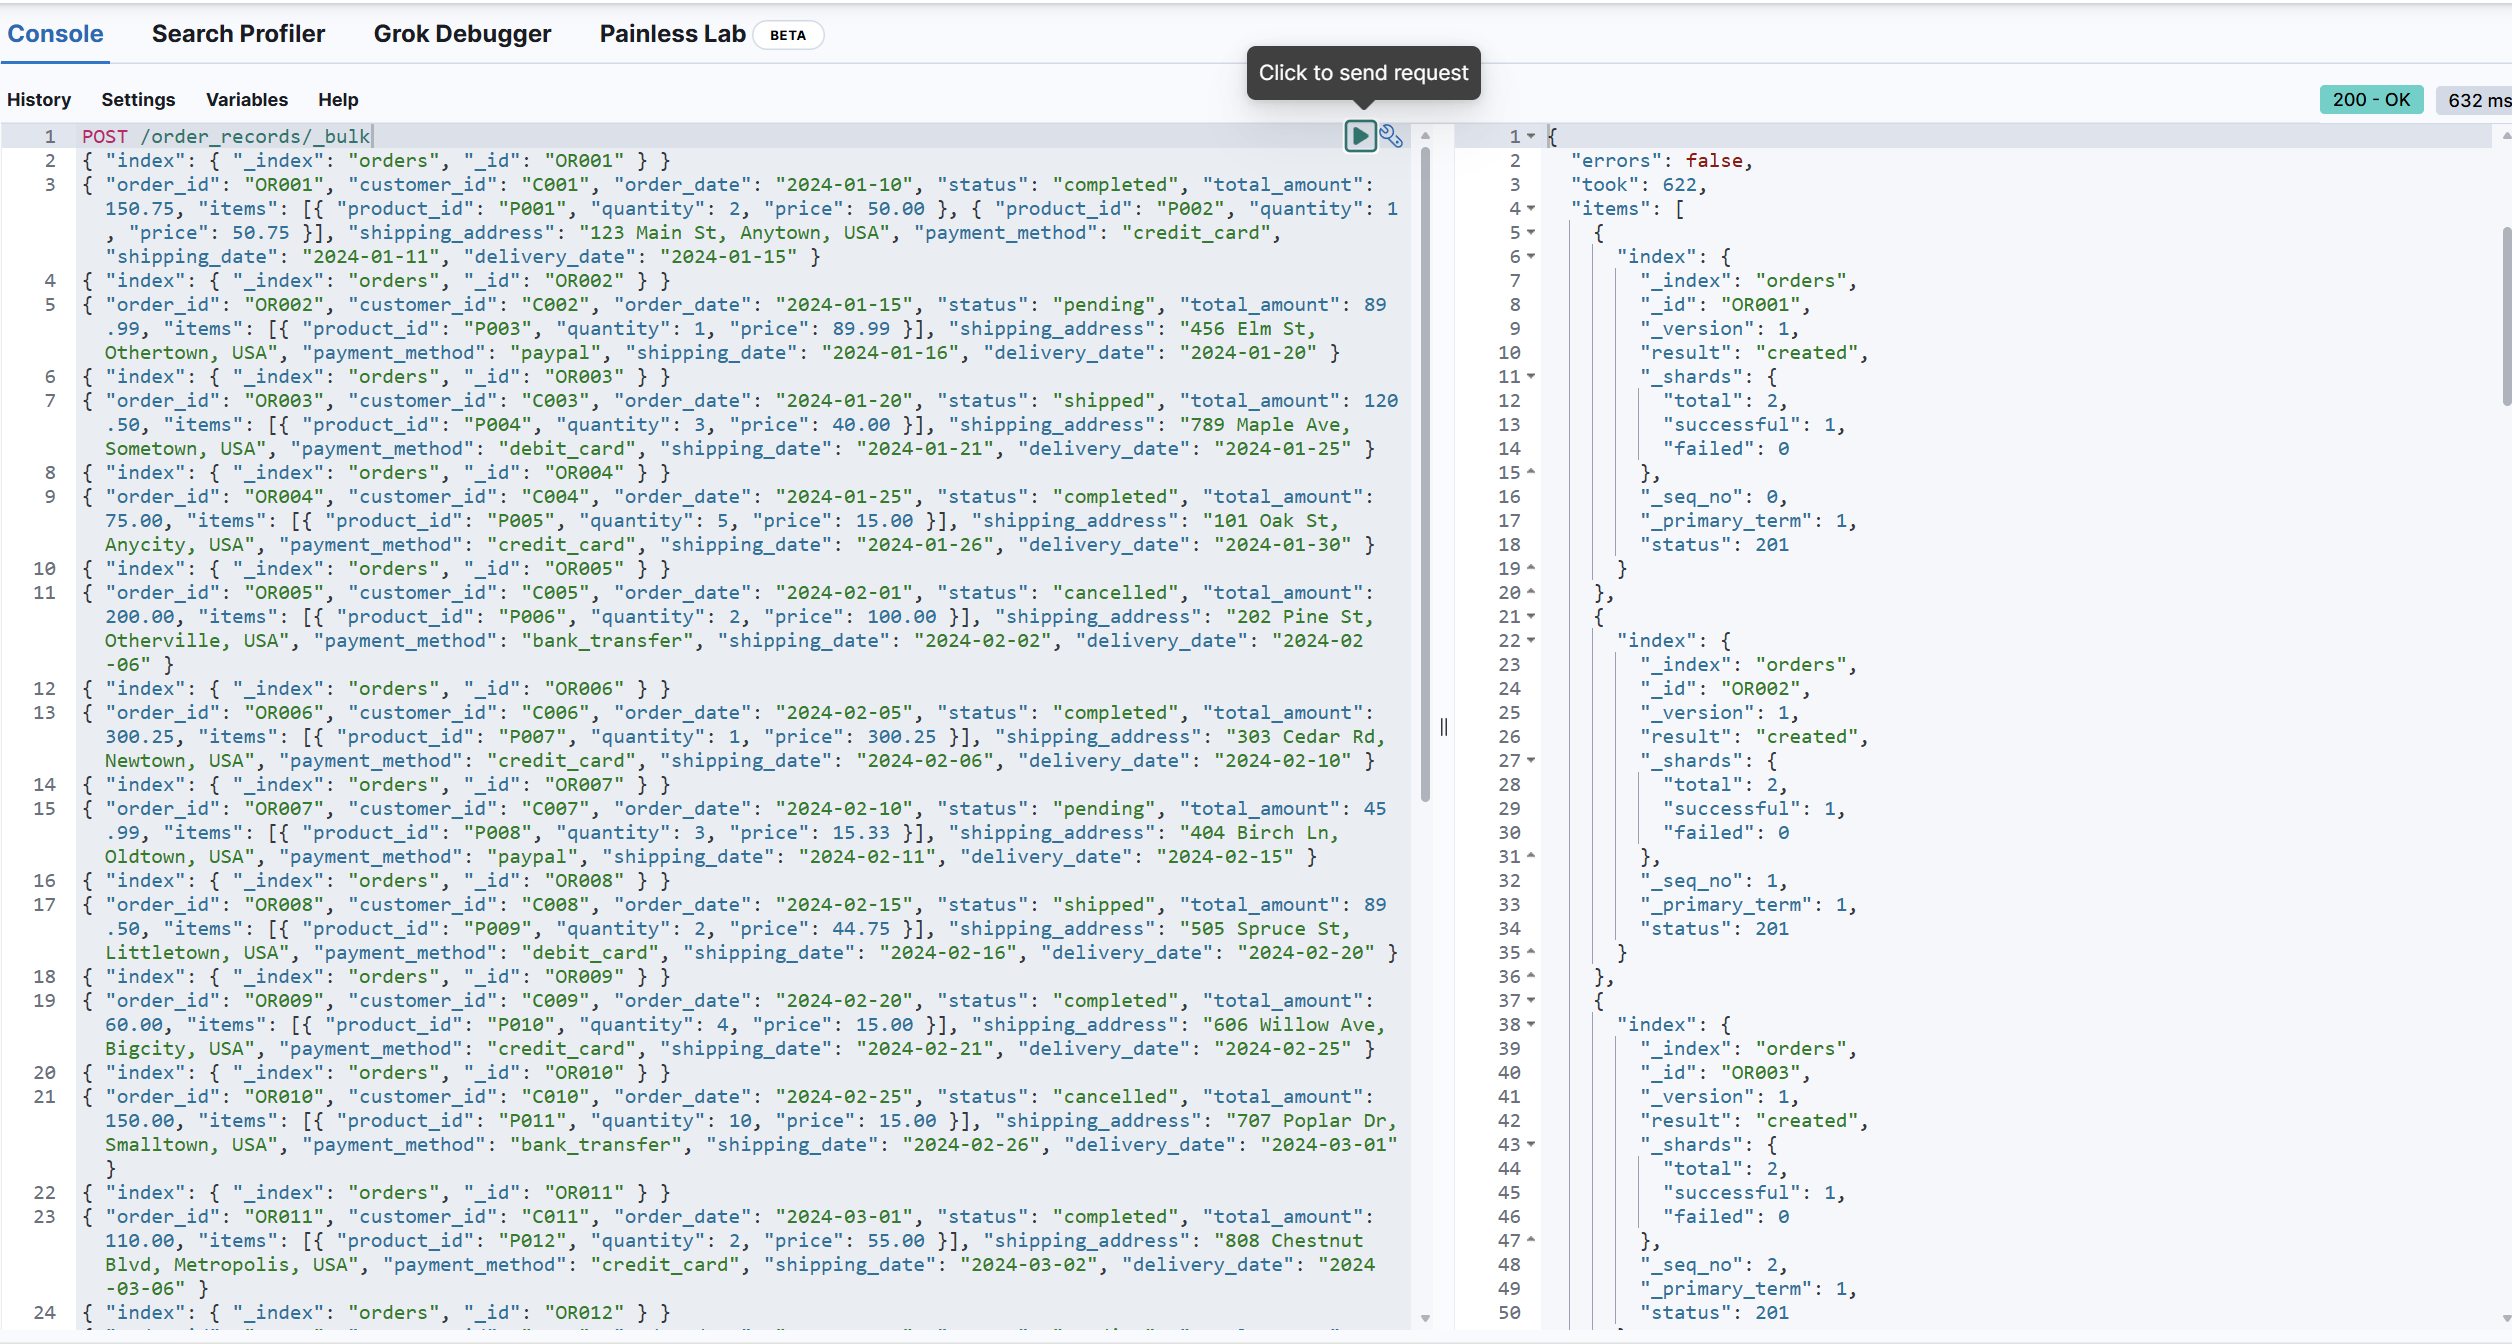 Console Search Profiler Grok Debugger Painless Lab BETA
Click to send request
History Settings Variables Help
200 - OK 632 ms
1 POST /order_records/_bulk
2 { "index": { "_index": "orders", "_id": "OR001" } }
3 { "order_id": "OR001", "customer_id": "C001", "order_date": "2024-01-10", "status": "completed", "total_amount":
150.75, "items": [{ "product_id": "P001", "quantity": 2, "price": 50.00 }, { "product_id": "P002", "quantity": 1
, "price": 50.75 }], "shipping_address": "123 Main St, Anytown, USA", "payment_method": "credit_card",
"shipping_date": "2024-01-11", "delivery_date": "2024-01-15" }
4 { "index": { "_index": "orders", "_id": "OR002" } }
5 { "order_id": "OR002", "customer_id": "C002", "order_date": "2024-01-15", "status": "pending", "total_amount": 89
.99, "items": [{ "product_id": "P003", "quantity": 1, "price": 89.99 }], "shipping_address": "456 Elm St,
Othertown, USA", "payment_method": "paypal", "shipping_date": "2024-01-16", "delivery_date": "2024-01-20" }
6 { "index": { "_index": "orders", "_id": "OR003" } }
7 { "order_id": "OR003", "customer_id": "C003", "order_date": "2024-01-20", "status": "shipped", "total_amount": 120
.50, "items": [{ "product_id": "P004", "quantity": 3, "price": 40.00 }], "shipping_address": "789 Maple Ave,
Sometown, USA", "payment_method": "debit_card", "shipping_date": "2024-01-21", "delivery_date": "2024-01-25" }
8 { "index": { "_index": "orders", "_id": "OR004" } }
9 { "order_id": "OR004", "customer_id": "C004", "order_date": "2024-01-25", "status": "completed", "total_amount":
75.00, "items": [{ "product_id": "P005", "quantity": 5, "price": 15.00 }], "shipping_address": "101 Oak St,
Anycity, USA", "payment_method": "credit_card", "shipping_date": "2024-01-26", "delivery_date": "2024-01-30" }
10 { "index": { "_index": "orders", "_id": "OR005" } }
11 { "order_id": "OR005", "customer_id": "C005", "order_date": "2024-02-01", "status": "cancelled", "total_amount":
200.00, "items": [{ "product_id": "P006", "quantity": 2, "price": 100.00 }], "shipping_address": "202 Pine St,
Otherville, USA", "payment_method": "bank_transfer", "shipping_date": "2024-02-02", "delivery_date": "2024-02
-06" }
12 { "index": { "_index": "orders", "_id": "OR006" } }
13 { "order_id": "OR006", "customer_id": "C006", "order_date": "2024-02-05", "status": "completed", "total_amount":
300.25, "items": [{ "product_id": "P007", "quantity": 1, "price": 300.25 }], "shipping_address": "303 Cedar Rd,
Newtown, USA", "payment_method": "credit_card", "shipping_date": "2024-02-06", "delivery_date": "2024-02-10" }
14 { "index": { "_index": "orders", "_id": "OR007" } }
15 { "order_id": "OR007", "customer_id": "C007", "order_date": "2024-02-10", "status": "pending", "total_amount": 45
.99, "items": [{ "product_id": "P008", "quantity": 3, "price": 15.33 }], "shipping_address": "404 Birch Ln,
Oldtown, USA", "payment_method": "paypal", "shipping_date": "2024-02-11", "delivery_date": "2024-02-15" }
16 { "index": { "_index": "orders", "_id": "OR008" } }
17 { "order_id": "OR008", "customer_id": "C008", "order_date": "2024-02-15", "status": "shipped", "total_amount": 89
.50, "items": [{ "product_id": "P009", "quantity": 2, "price": 44.75 }], "shipping_address": "505 Spruce St,
Littletown, USA", "payment_method": "debit_card", "shipping_date": "2024-02-16", "delivery_date": "2024-02-20" }
18 { "index": { "_index": "orders", "_id": "OR009" } }
19 { "order_id": "OR009", "customer_id": "C009", "order_date": "2024-02-20", "status": "completed", "total_amount":
60.00, "items": [{ "product_id": "P010", "quantity": 4, "price": 15.00 }], "shipping_address": "606 Willow Ave,
Bigcity, USA", "payment_method": "credit_card", "shipping_date": "2024-02-21", "delivery_date": "2024-02-25" }
20 { "index": { "_index": "orders", "_id": "OR010" } }
21 { "order_id": "OR010", "customer_id": "C010", "order_date": "2024-02-25", "status": "cancelled", "total_amount":
150.00, "items": [{ "product_id": "P011", "quantity": 10, "price": 15.00 }], "shipping_address": "707 Poplar Dr,
Smalltown, USA", "payment_method": "bank_transfer", "shipping_date": "2024-02-26", "delivery_date": "2024-03-01"
}
22 { "index": { "_index": "orders", "_id": "OR011" } }
23 { "order_id": "OR011", "customer_id": "C011", "order_date": "2024-03-01", "status": "completed", "total_amount":
110.00, "items": [{ "product_id": "P012", "quantity": 2, "price": 55.00 }], "shipping_address": "808 Chestnut
Blvd, Metropolis, USA", "payment_method": "credit_card", "shipping_date": "2024-03-02", "delivery_date": "2024
-03-06" }
24 { "index": { "_index": "orders", "_id": "OR012" } }
1 {
2 "errors": false,
3 "took": 622,
4 "items": [
5 {
6 "index": {
7 "_index": "orders",
8 "_id": "OR001",
9 "_version": 1,
10 "result": "created",
11 "_shards": {
12 "total": 2,
13 "successful": 1,
14 "failed": 0
15 },
16 "_seq_no": 0,
17 "_primary_term": 1,
18 "status": 201
19 }
20 },
21 {
22 "index": {
23 "_index": "orders",
24 "_id": "OR002",
25 "_version": 1,
26 "result": "created",
27 "_shards": {
28 "total": 2,
29 "successful": 1,
30 "failed": 0
31 },
32 "_seq_no": 1,
33 "_primary_term": 1,
34 "status": 201
35 }
36 },
37 {
38 "index": {
39 "_index": "orders",
40 "_id": "OR003",
41 "_version": 1,
42 "result": "created",
43 "_shards": {
44 "total": 2,
45 "successful": 1,
46 "failed": 0
47 },
48 "_seq_no": 2,
49 "_primary_term": 1,
50 "status": 201